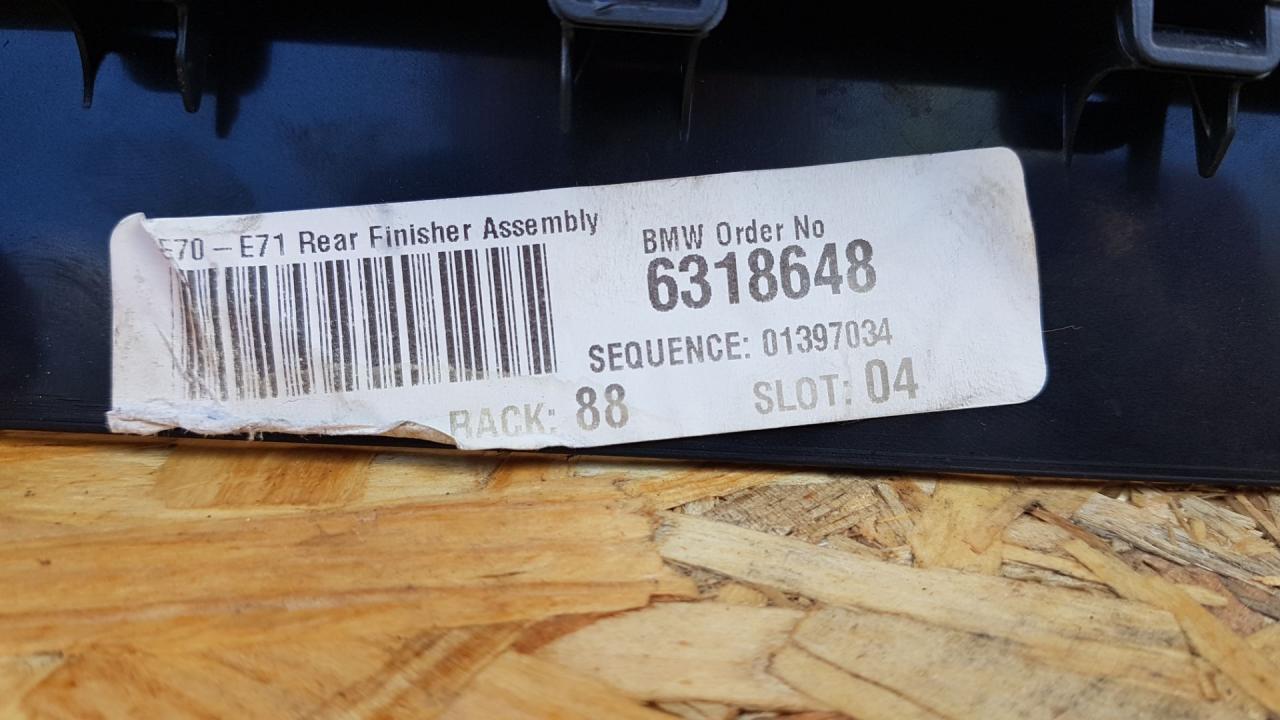 E70 – E71 Rear Finisher Assembly
BMW Order No
6318648
SEQUENCE: 01397034
RACK: 88 SLOT: 04